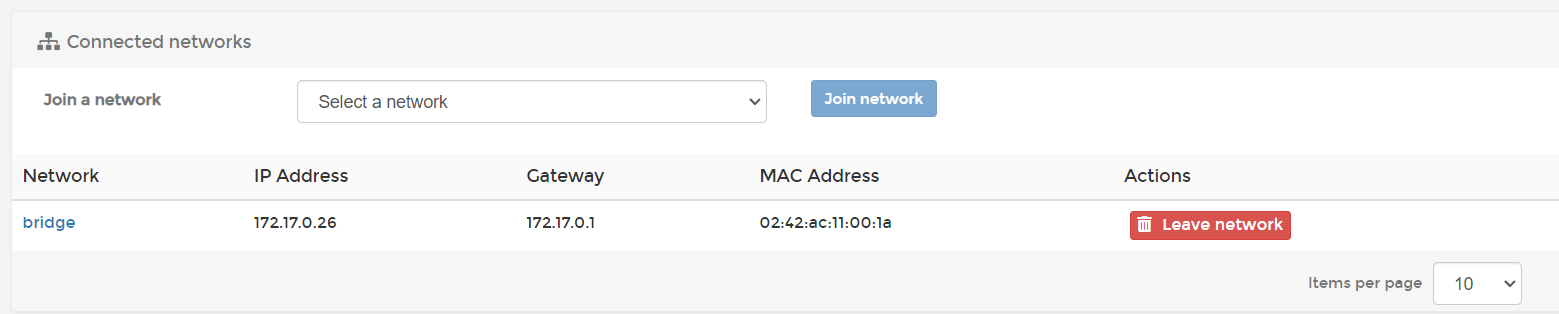 Connected networks
Join a network Select a network Join network
Network IP Address Gateway MAC Address Actions
bridge 172.17.0.26 172.17.0.1 02:42:ac:11:00:1a Leave network
Items per page 10